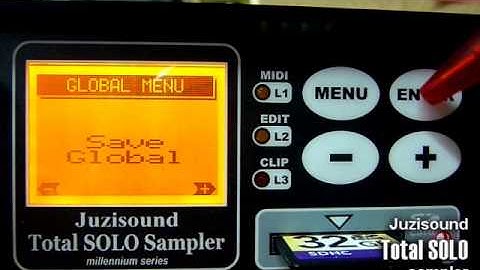 GLOBAL MENU
Save
Global
Juzisound
Total SOLO Sampler
millennium series
MIDI
L1
EDIT
L2
CLIP
L3
MENU
-
+
32
SDHC
Juzisound
Total SOLO
sampler